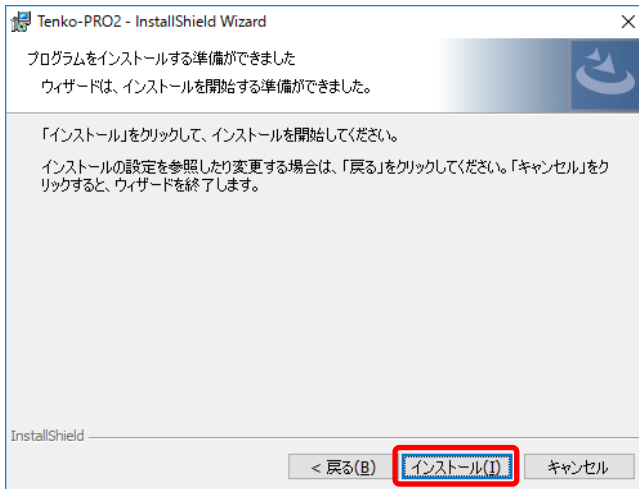 Tenko-PRO2 - InstallShield Wizard
プログラムをインストールする準備ができました
ウィザードは、インストールを開始する準備ができました。
「インストール」をクリックして、インストールを開始してください。
インストールの設定を参照したり変更する場合は、「戻る」をクリックしてください。「キャンセル」をク
リックすると、ウィザードを終了します。
InstallShield
< 戻る(B)
インストール(I)
キャンセル